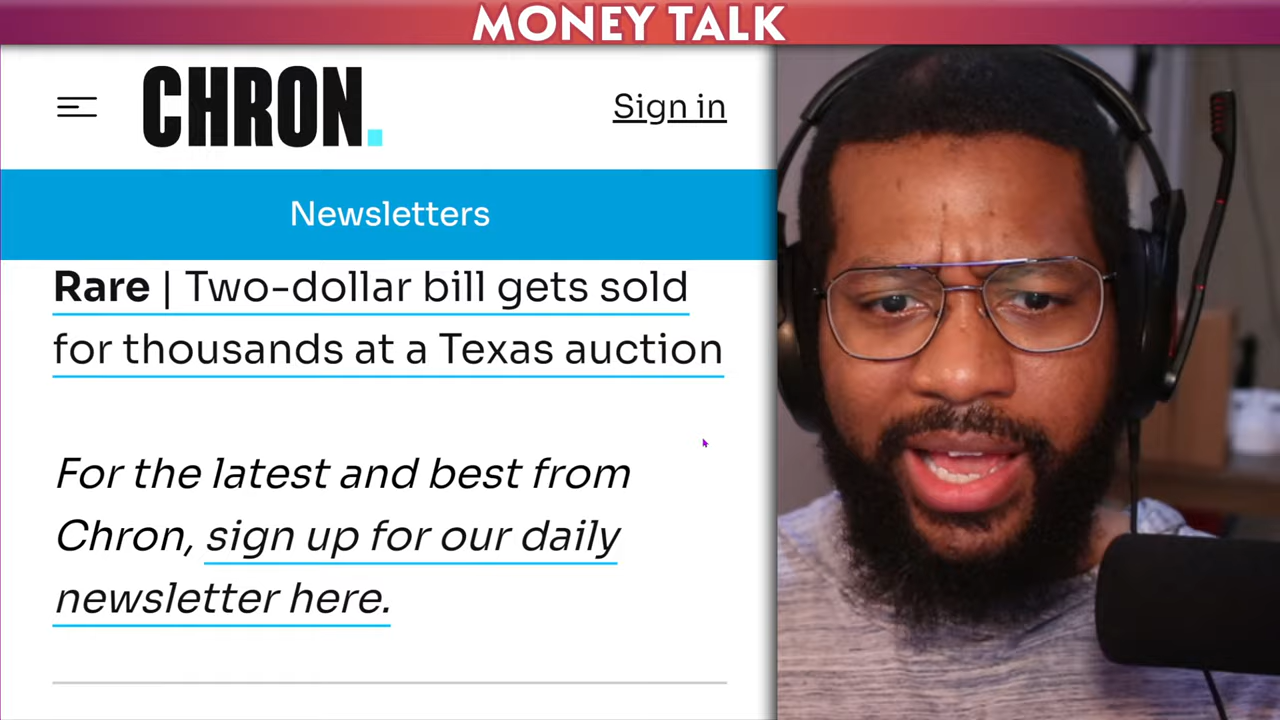 MONEY TALK
CHRON.
Sign in
Newsletters
Rare | Two-dollar bill gets sold
for thousands at a Texas auction
For the latest and best from
Chron, sign up for our daily
newsletter here.